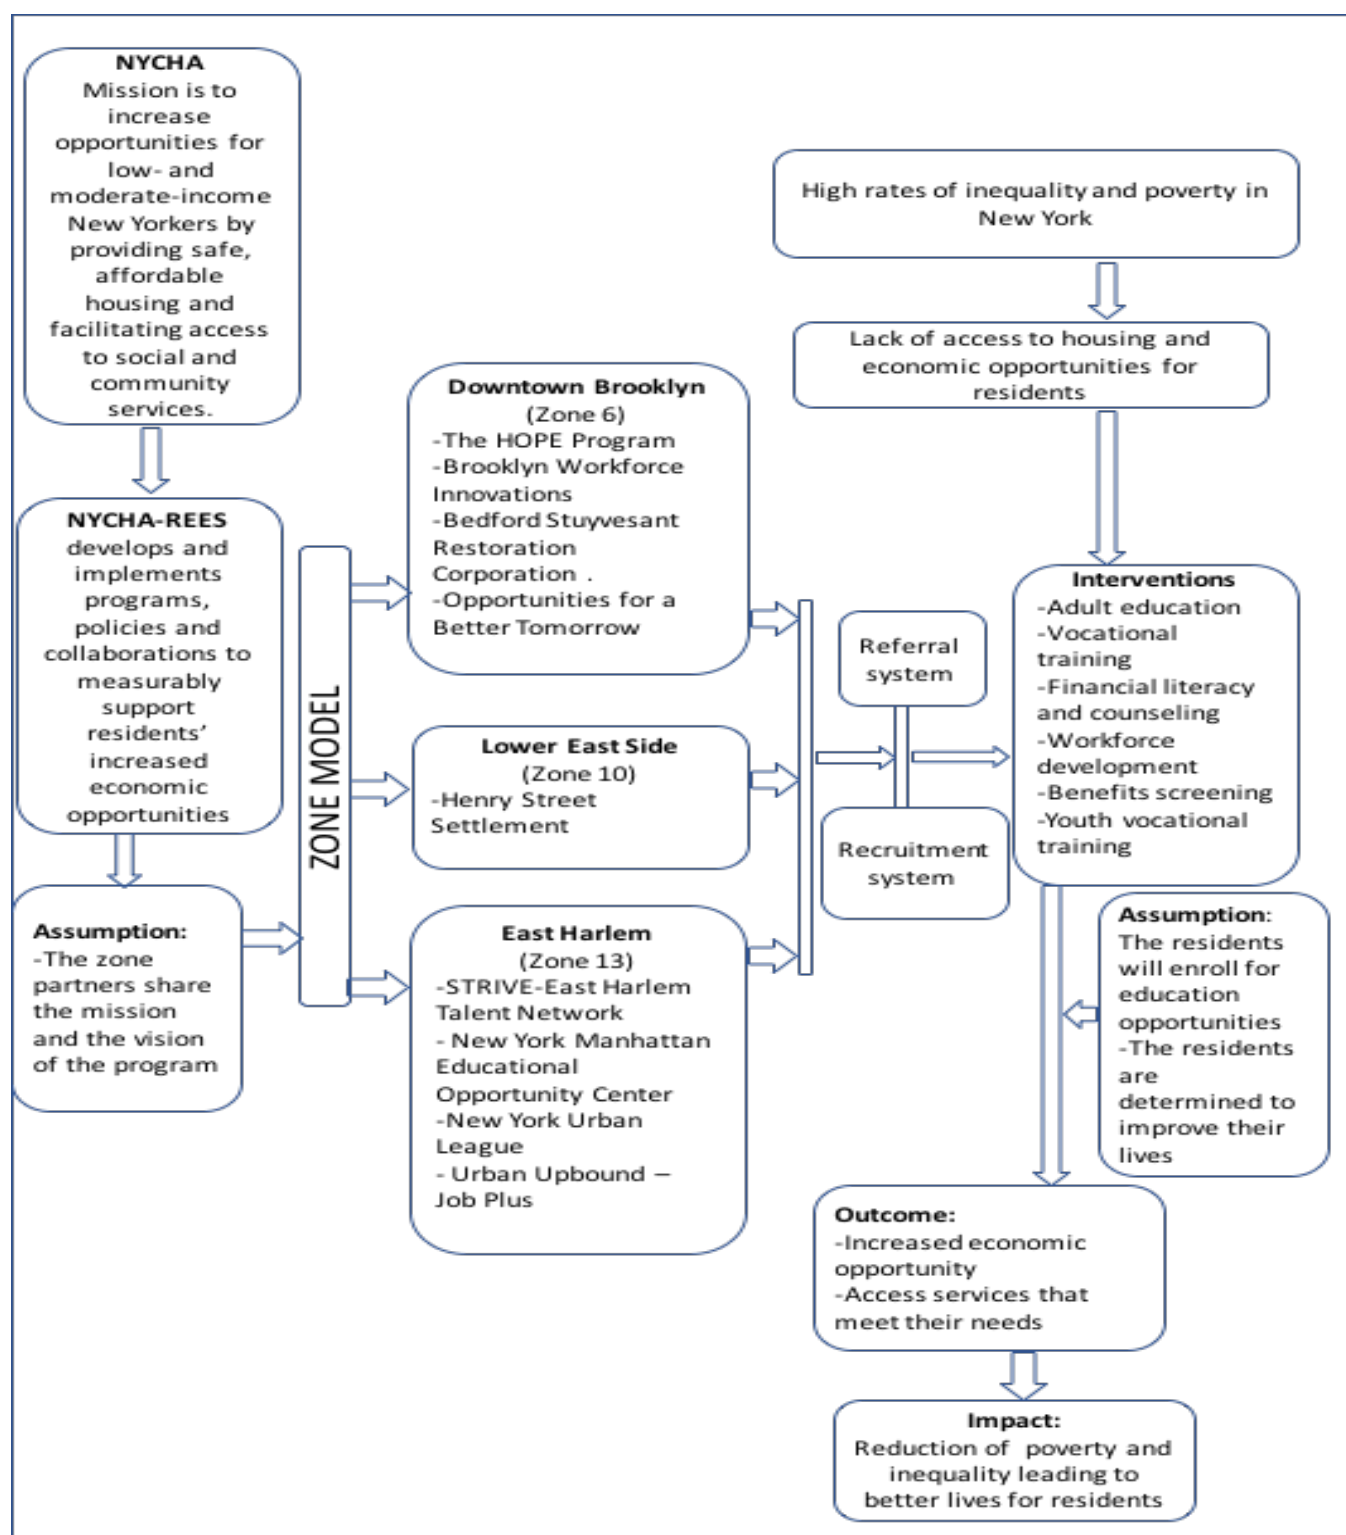 NYCHA
Mission is to
increase
opportunities for
low- and
moderate-income
New Yorkers by
providing safe,
affordable
housing and
facilitating access
to social and
community
services.
NYCHA-REES
develops and
implements
programs,
policies and
collaborations to
measurably
support
residents’
increased
economic
opportunities
Assumption:
-The zone
partners share
the mission
and the vision
of the program
ZONE MODEL
Downtown Brooklyn
(Zone 6)
-The HOPE Program
-Brooklyn Workforce
Innovations
-Bedford Stuyvesant
Restoration
Corporation .
-Opportunities for a
Better Tomorrow
Lower East Side
(Zone 10)
-Henry Street
Settlement
East Harlem
(Zone 13)
-STRIVE-East Harlem
Talent Network
- New York Manhattan
Educational
Opportunity Center
-New York Urban
League
- Urban Upbound –
Job Plus
Referral
system
Recruitment
system
High rates of inequality and poverty in
New York
Lack of access to housing and
economic opportunities for
residents
Interventions
-Adult education
-Vocational
training
-Financial literacy
and counseling
-Workforce
development
-Benefits screening
-Youth vocational
training
Assumption:
The residents
will enroll for
education
opportunities
-The residents
are
determined to
improve their
lives
Outcome:
-Increased economic
opportunity
-Access services that
meet their needs
Impact:
Reduction of poverty and
inequality leading to
better lives for residents